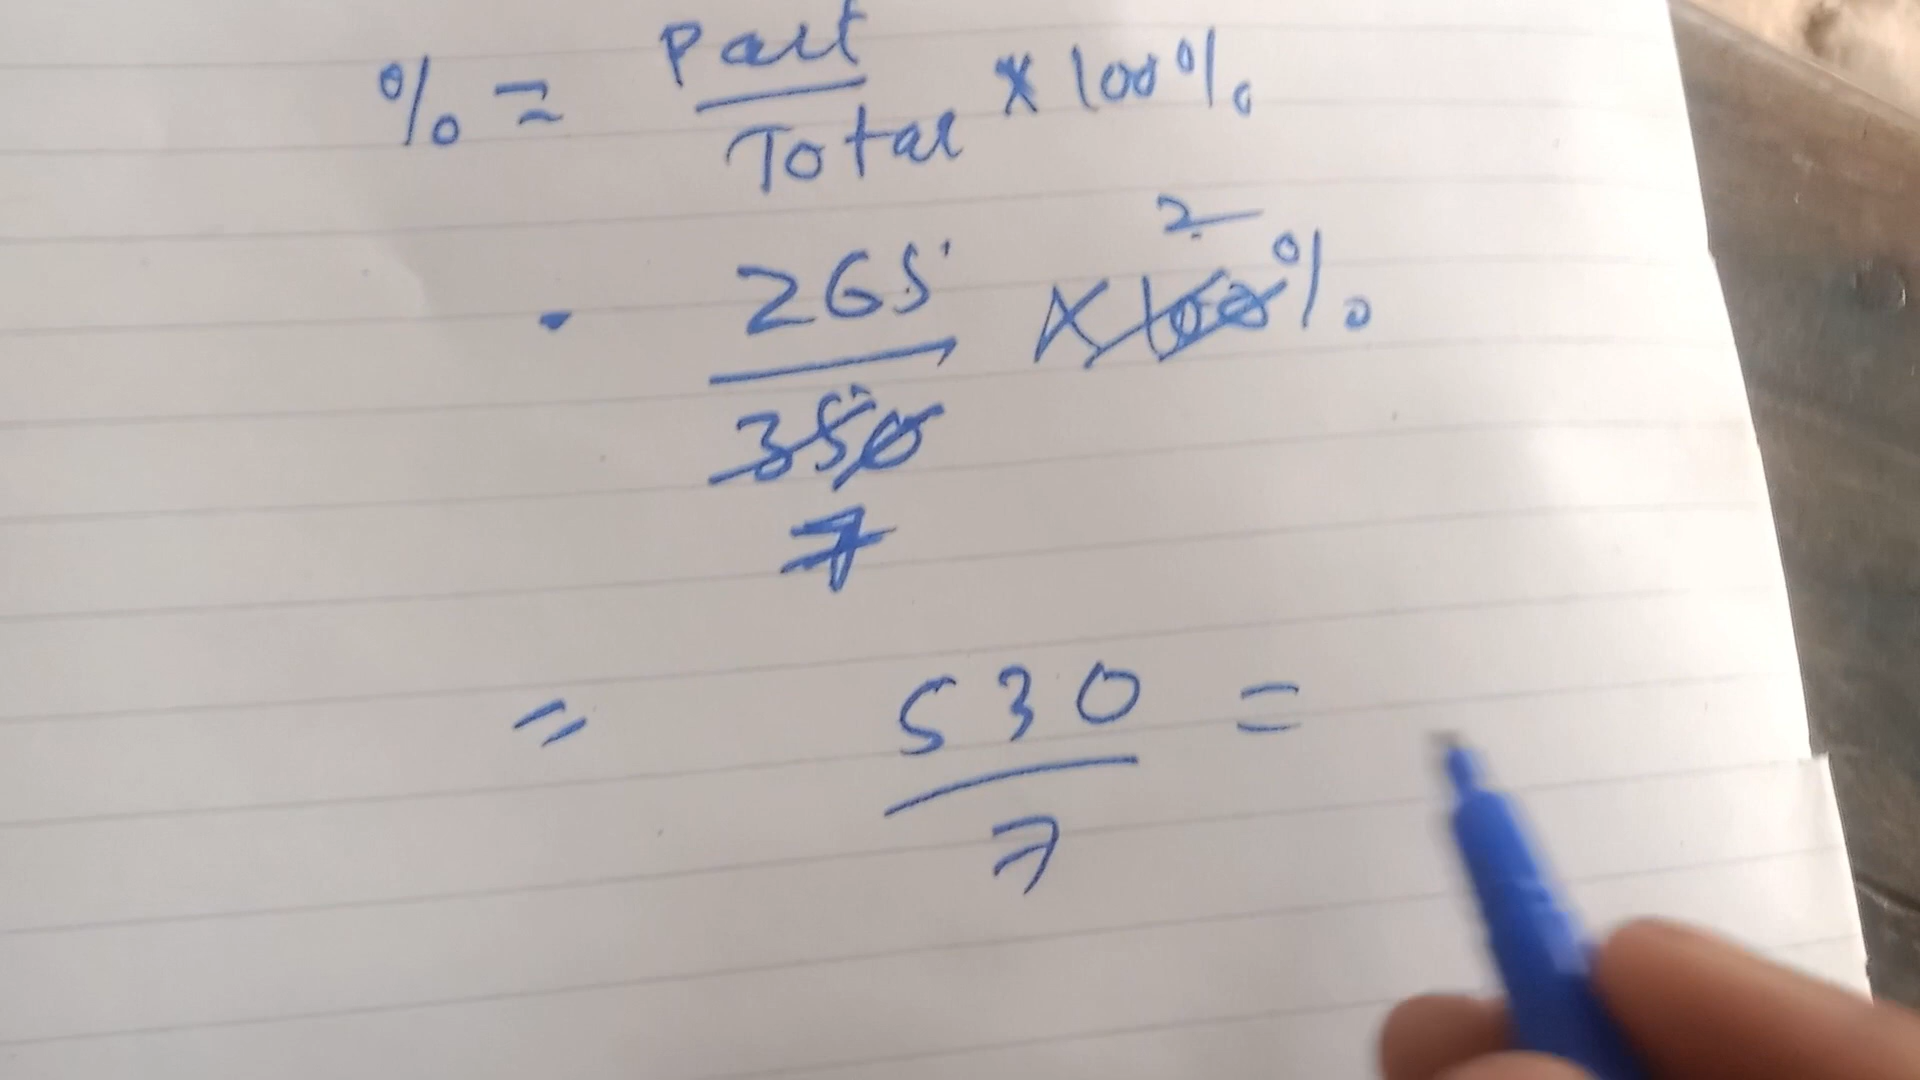 % = Part / Total × 100%
265 / 350 × 100%
2
7
= 530 / 7 =